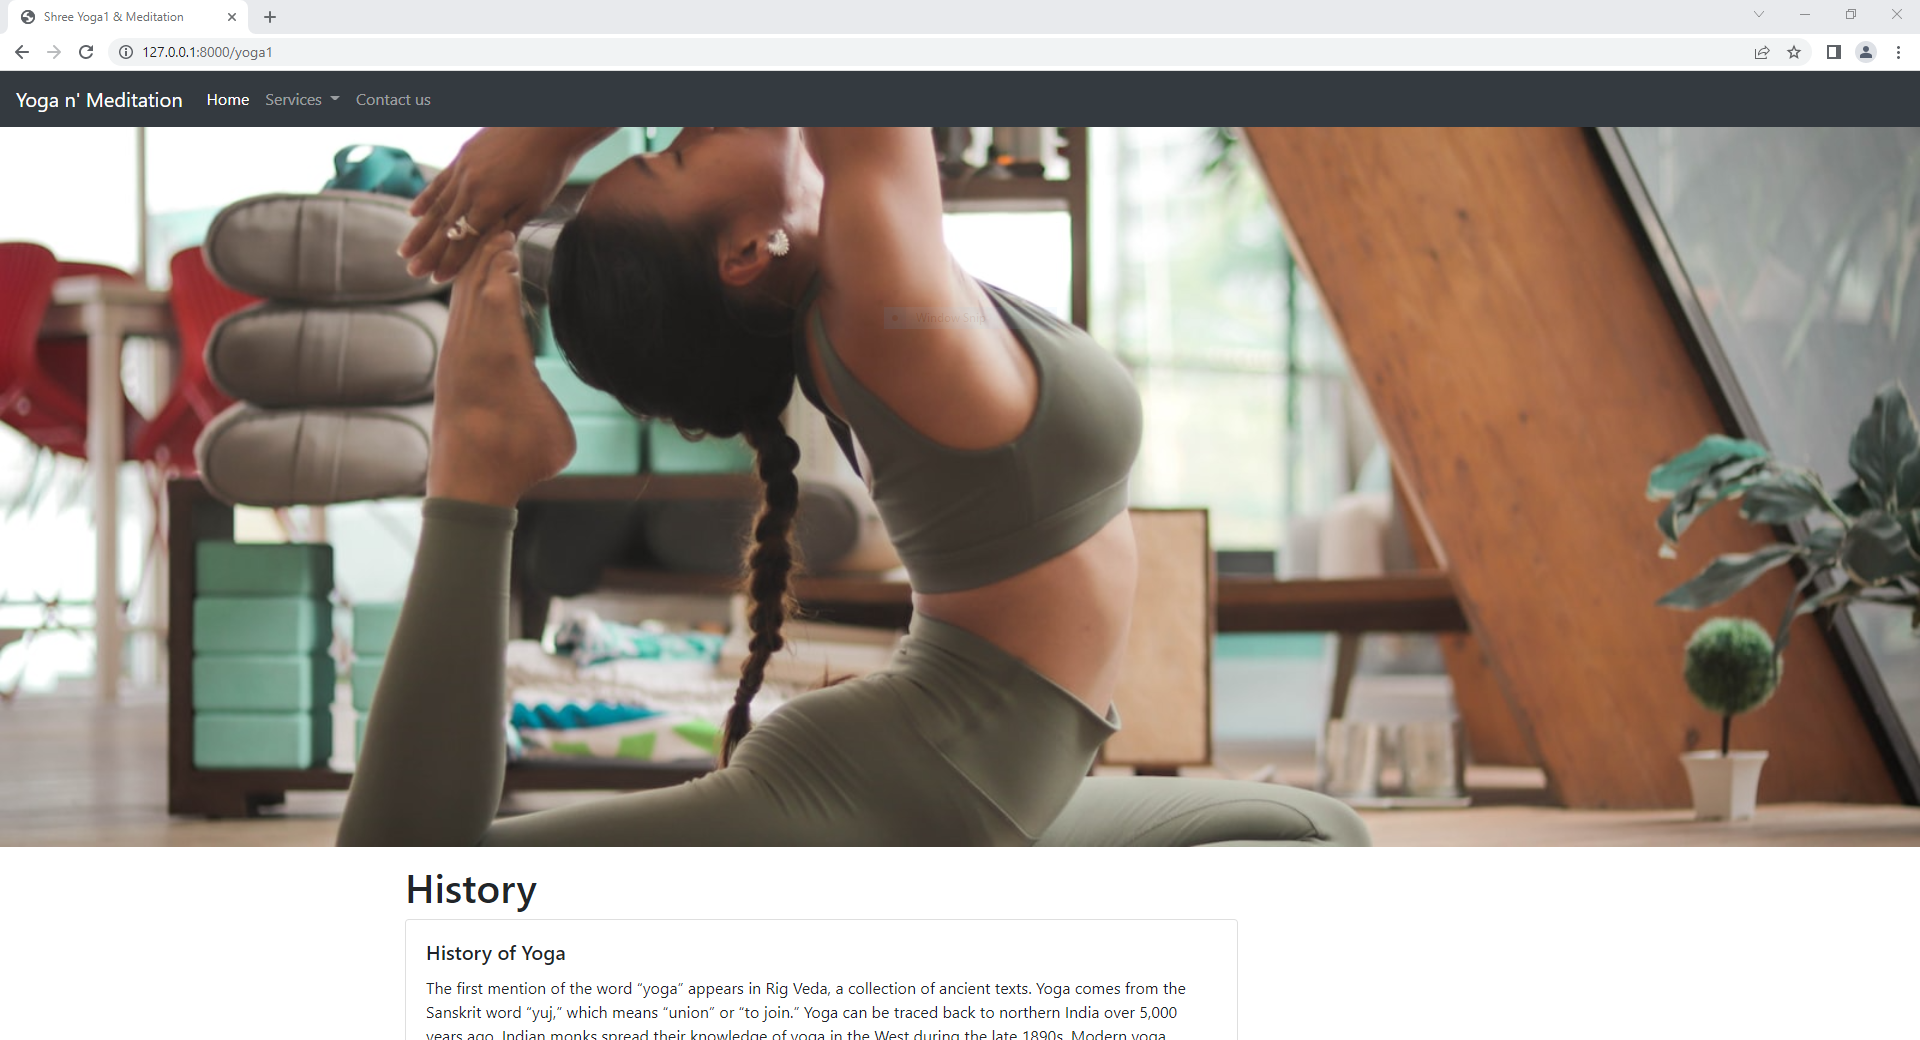 Shree Yoga1 & Meditation
127.0.0.1:8000/yoga1
Yoga n' Meditation Home Services Contact us
Window Snip
History
History of Yoga
The first mention of the word “yoga” appears in Rig Veda, a collection of ancient texts. Yoga comes from the
Sanskrit word “yuj,” which means “union” or “to join.” Yoga can be traced back to northern India over 5,000
years ago. Indian monks spread their knowledge of yoga in the West during the late 1890s. Modern yoga